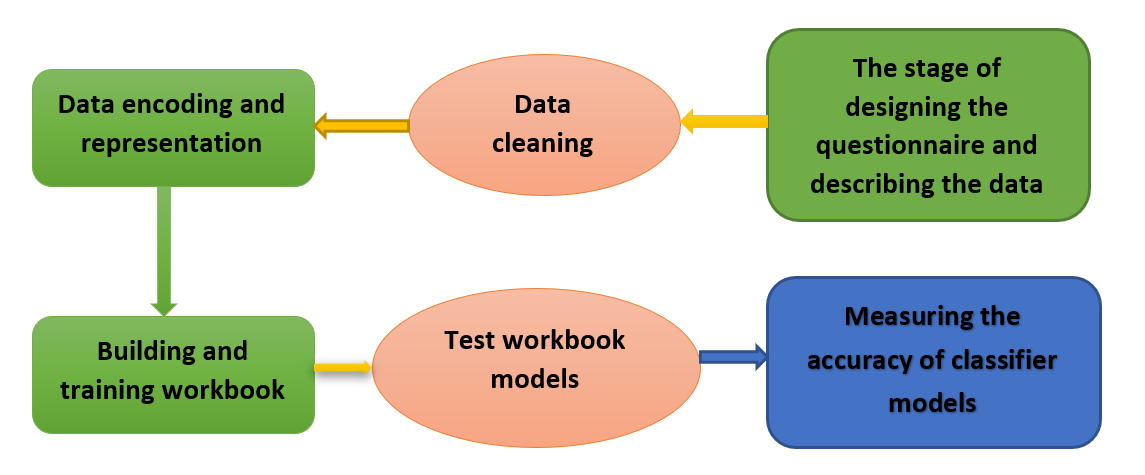 Data encoding and
representation
Data
cleaning
The stage of
designing the
questionnaire and
describing the data
Building and
training workbook
Test workbook
models
Measuring the
accuracy of classifier
models